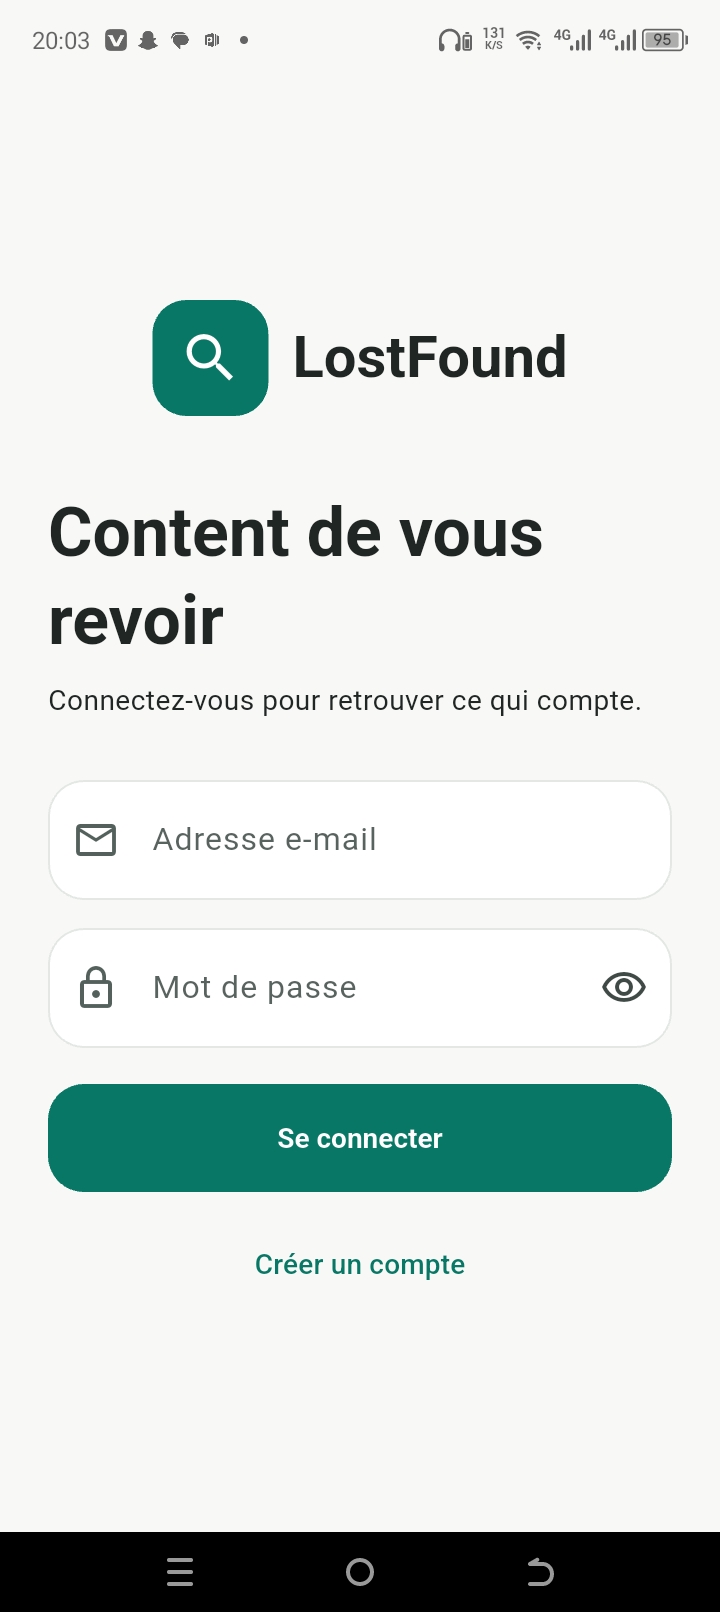 20:03
131
K/S
4G
4G
95
LostFound
Content de vous
revoir
Connectez-vous pour retrouver ce qui compte.
Adresse e-mail
Mot de passe
Se connecter
Créer un compte